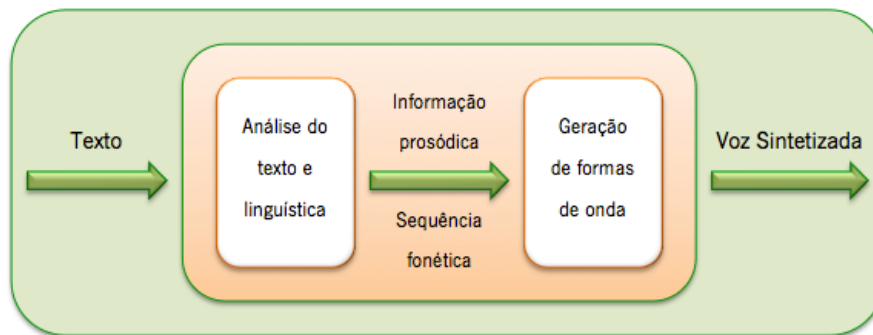 Texto
Análise do
texto e
linguística
Informação
prosódica
Sequência
fonética
Geração
de formas
de onda
Voz Sintetizada